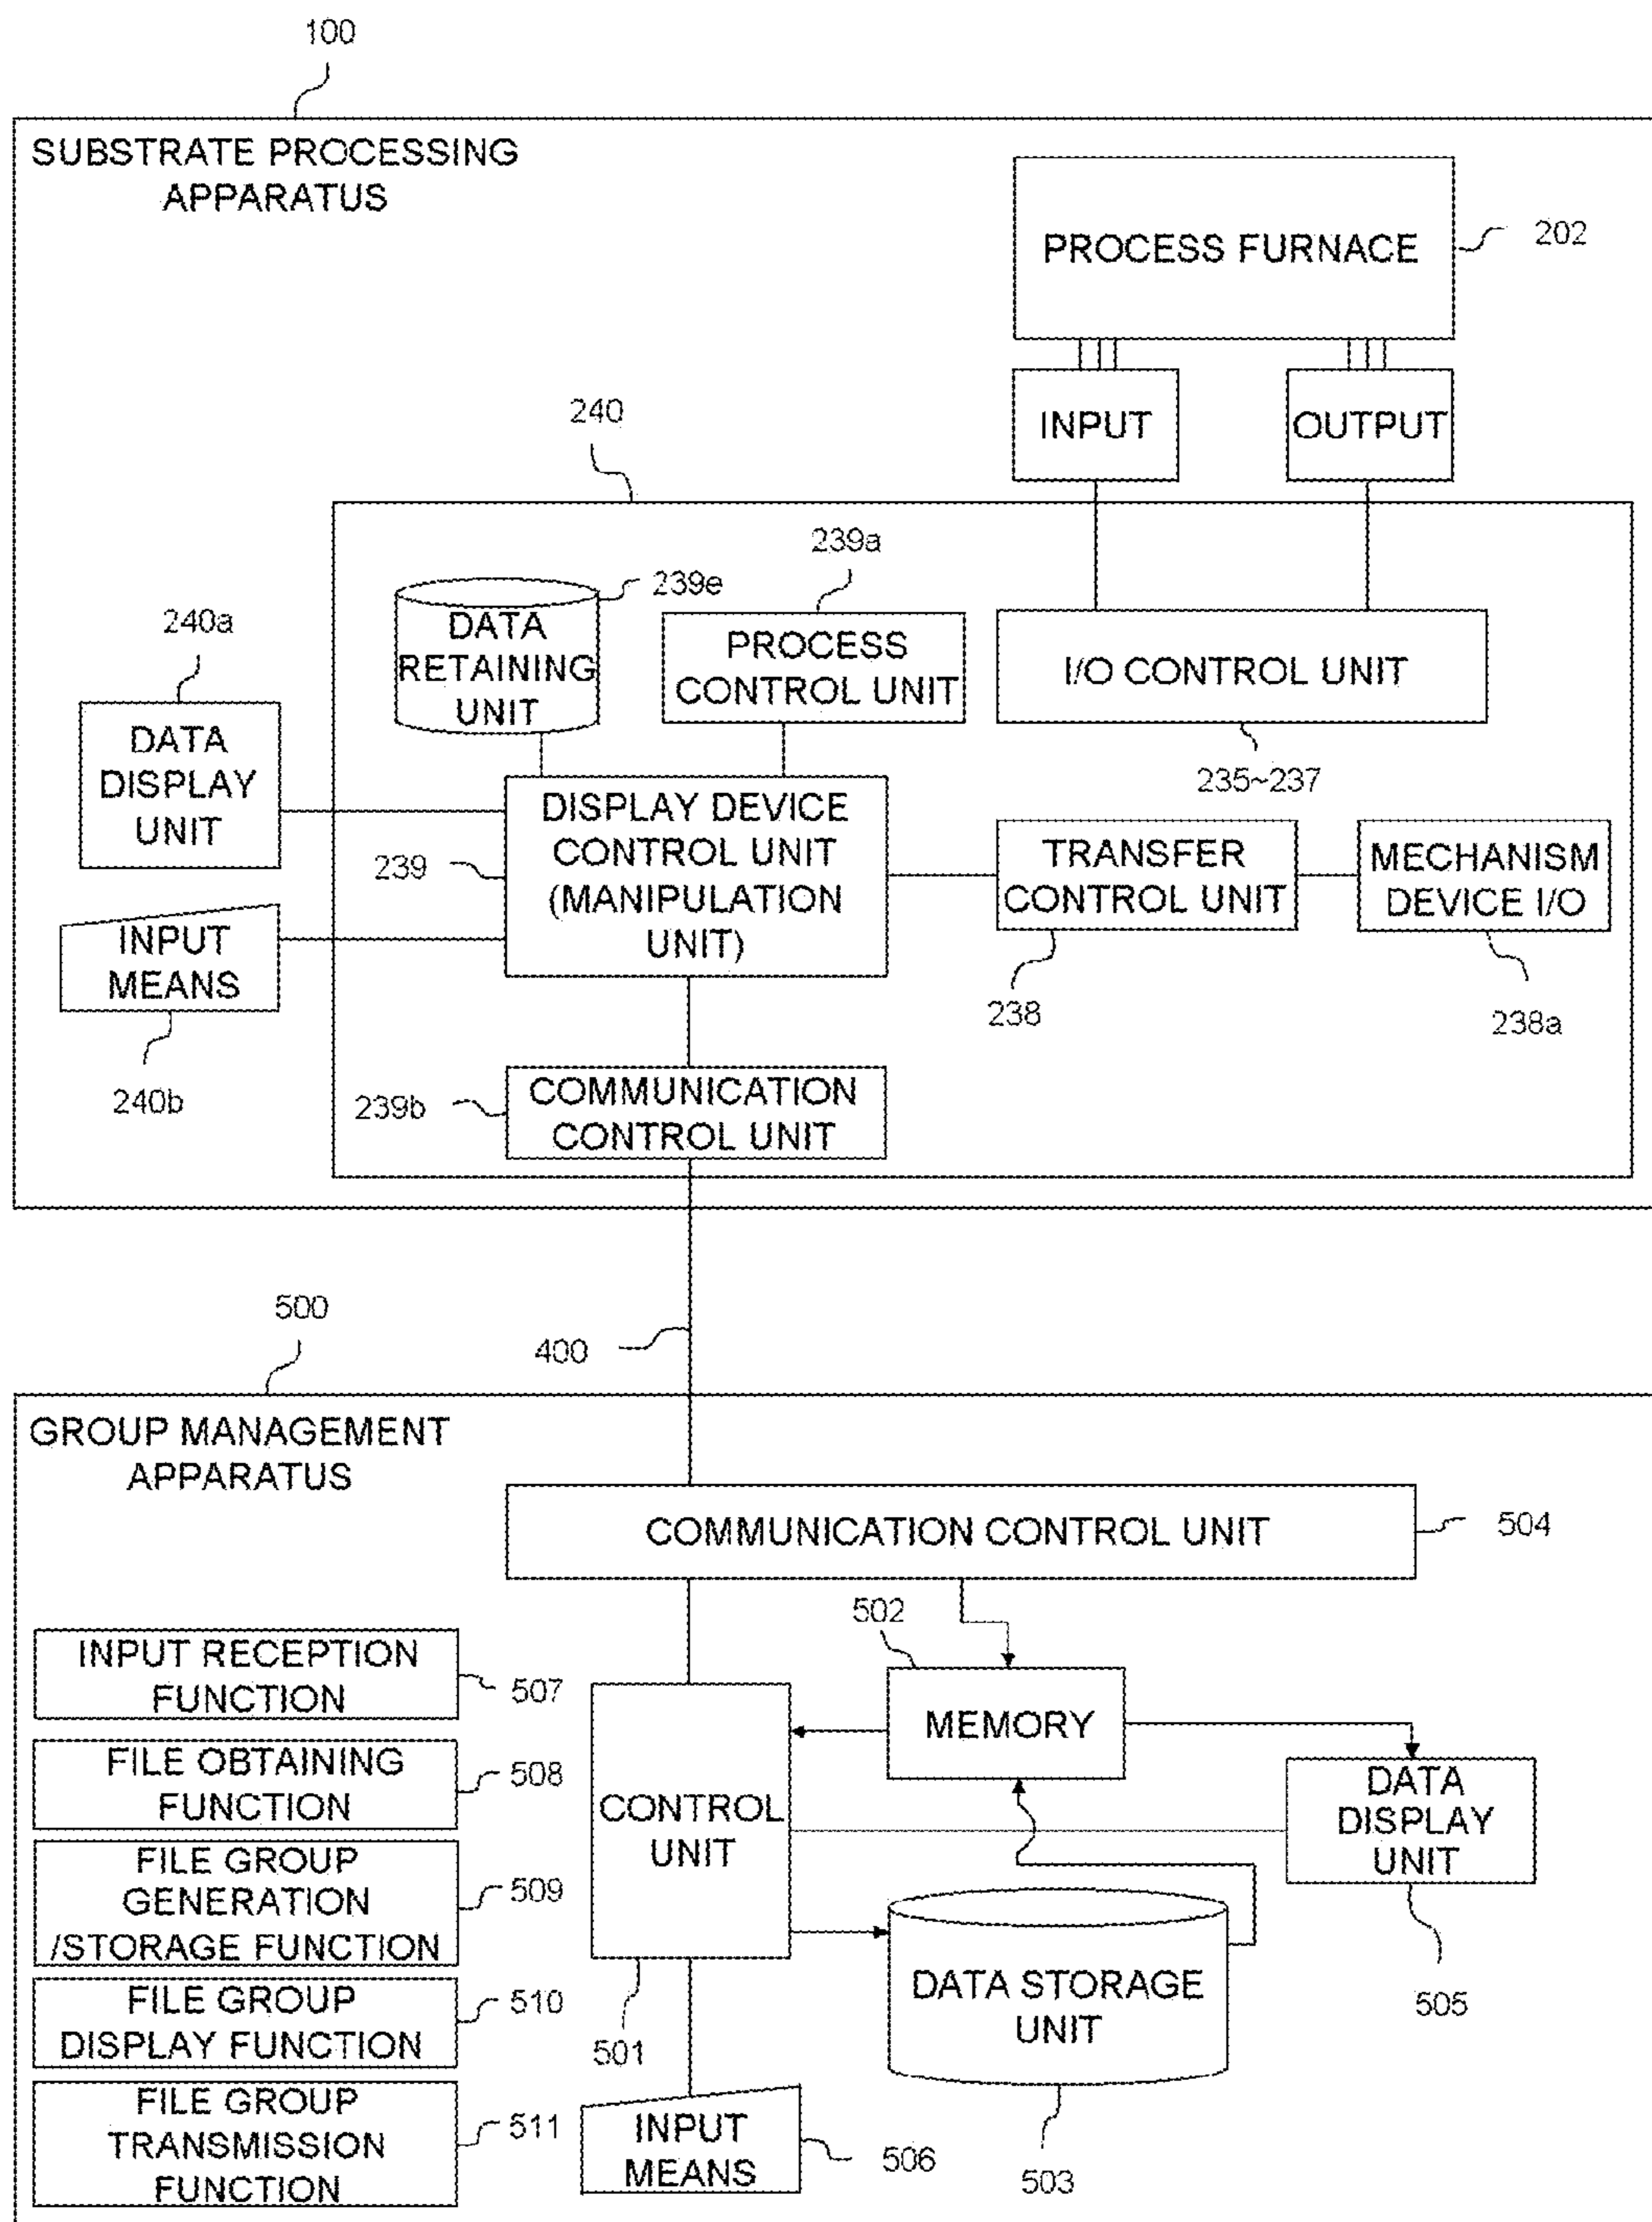 100
SUBSTRATE PROCESSING
APPARATUS
PROCESS FURNACE
202
INPUT
OUTPUT
240
239a
239e
DATA
RETAINING
UNIT
PROCESS
CONTROL UNIT
I/O CONTROL UNIT
235~237
240a
DATA
DISPLAY
UNIT
DISPLAY DEVICE
CONTROL UNIT
(MANIPULATION
UNIT)
239
TRANSFER
CONTROL UNIT
238
MECHANISM
DEVICE I/O
238a
INPUT
MEANS
240b
239b
COMMUNICATION
CONTROL UNIT
400
500
GROUP MANAGEMENT
APPARATUS
COMMUNICATION CONTROL UNIT
504
502
MEMORY
INPUT RECEPTION
FUNCTION
507
FILE OBTAINING
FUNCTION
508
FILE GROUP
GENERATION
/STORAGE FUNCTION
509
FILE GROUP
DISPLAY FUNCTION
510
FILE GROUP
TRANSMISSION
FUNCTION
511
CONTROL
UNIT
501
DATA
DISPLAY
UNIT
505
DATA STORAGE
UNIT
503
INPUT
MEANS
506